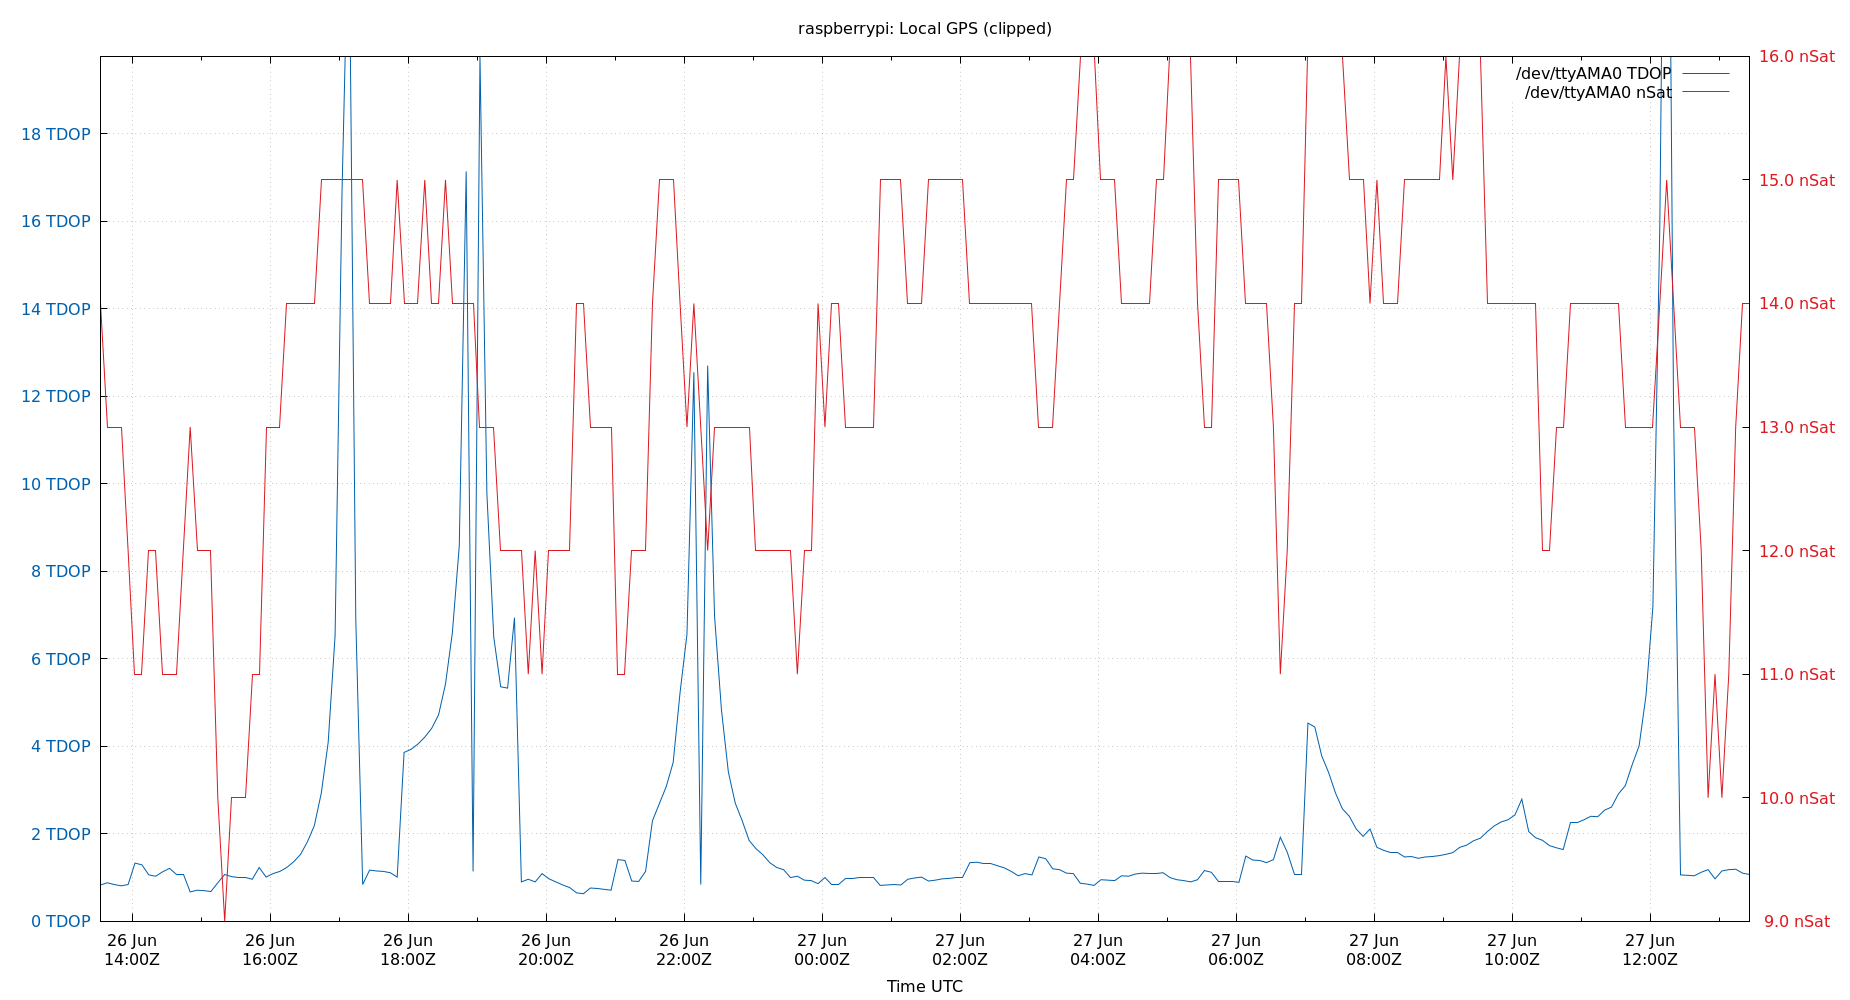 raspberrypi: Local GPS (clipped)
16.0 nSat
/dev/ttyAMA0 TDOP
/dev/ttyAMA0 nSat
18 TDOP
15.0 nSat
16 TDOP
14 TDOP
14.0 nSat
12 TDOP
13.0 nSat
10 TDOP
12.0 nSat
8 TDOP
6 TDOP
11.0 nSat
4 TDOP
10.0 nSat
2 TDOP
0 TDOP
9.0 nSat
26 Jun 26 Jun 26 Jun 26 Jun 26 Jun 27 Jun 27 Jun 27 Jun 27 Jun 27 Jun 27 Jun 27 Jun
14:00Z 16:00Z 18:00Z 20:00Z 22:00Z 00:00Z 02:00Z 04:00Z 06:00Z 08:00Z 10:00Z 12:00Z
Time UTC